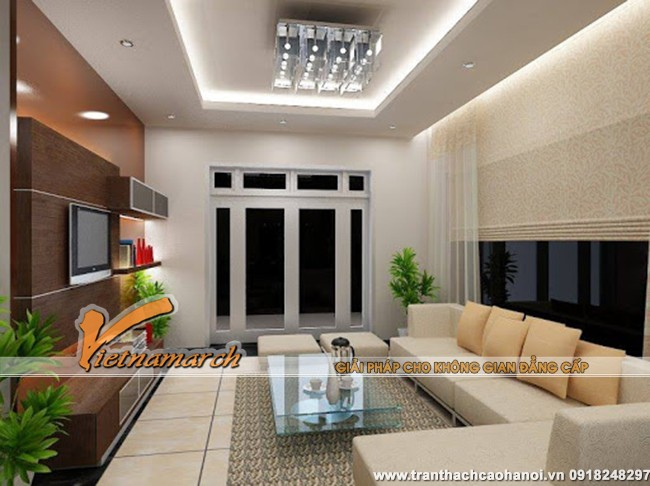 Vietnamarch
GIẢI PHÁP CHO KHÔNG GIAN ĐẲNG CẤP
www.tranthachcaohanoi.vn 0918248297